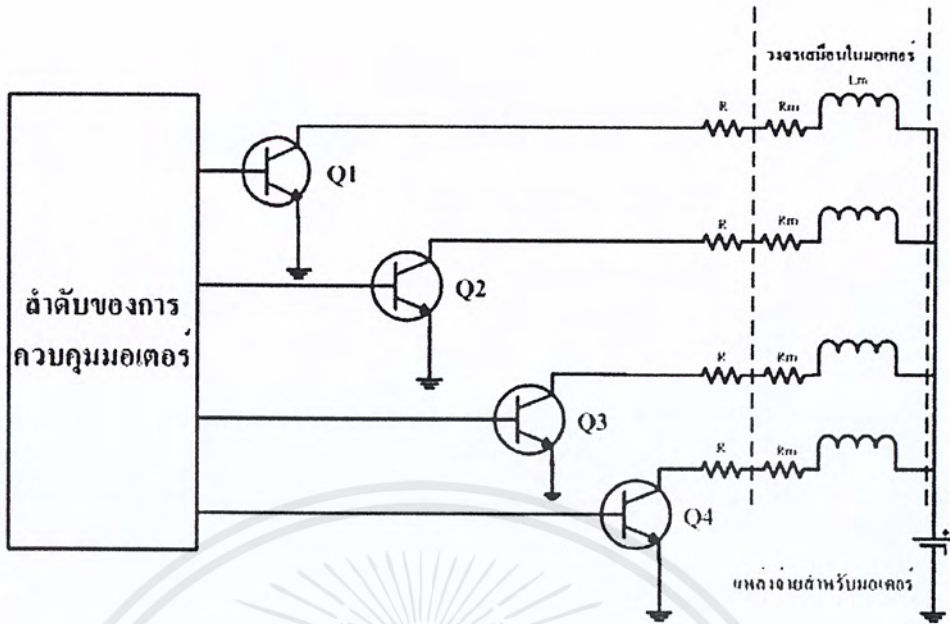 วงจรเสมือนในมอเตอร์
Lm
R
Rm
Q1
R
Rm
Q2
ลำดับของการ
ควบคุมมอเตอร์
R
Rm
Q3
R
Rm
Q4
แหล่งจ่ายสำหรับมอเตอร์